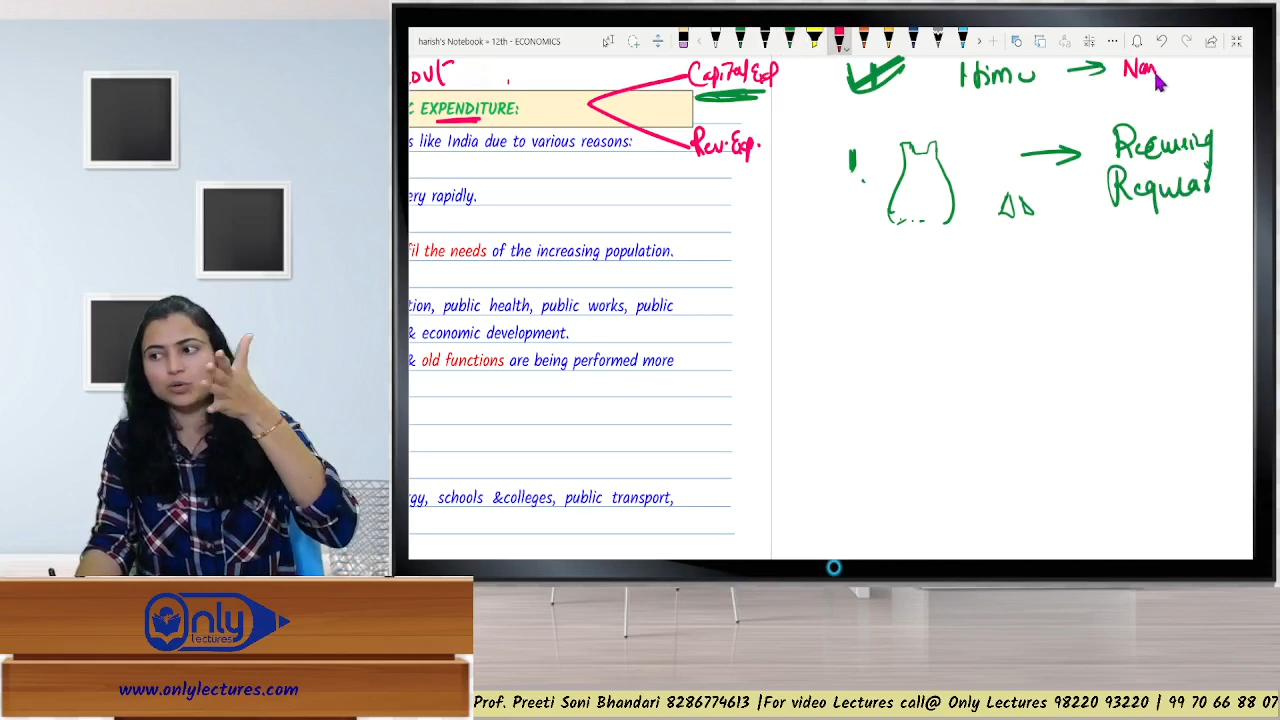 harish's Notebook » 12th - ECONOMICS
Capital Exp
EXPENDITURE:
Rev. Exp.
s like India due to various reasons:
ery rapidly.
fil the needs of the increasing population.
tion, public health, public works, public
& economic development.
& old functions are being performed more
gy, schools &colleges, public transport,
Non
1.
Recurring
Regular
nly
lectures
www.onlylectures.com
Prof. Preeti Soni Bhandari 8286774613 |For video Lectures call@ Only Lectures 98220 93220 | 99 70 66 88 07